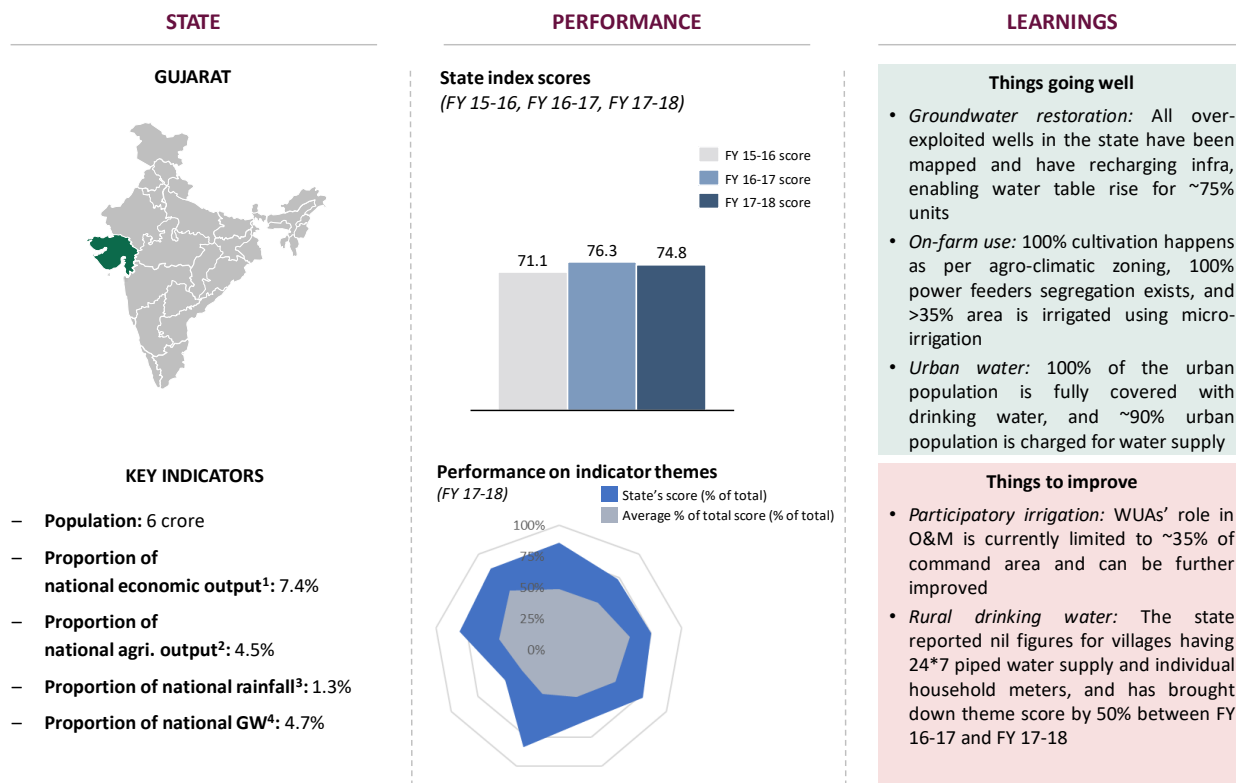 STATE
GUJARAT
KEY INDICATORS
– Population: 6 crore
– Proportion of
national economic output1: 7.4%
– Proportion of
national agri. output2: 4.5%
– Proportion of national rainfall3: 1.3%
– Proportion of national GW4: 4.7%
PERFORMANCE
State index scores
(FY 15-16, FY 16-17, FY 17-18)
FY 15-16 score
FY 16-17 score
FY 17-18 score
71.1
76.3
74.8
Performance on indicator themes
(FY 17-18)
State's score (% of total)
Average % of total score (% of total)
100%
75%
50%
25%
0%
LEARNINGS
Things going well
• Groundwater restoration: All over-
exploited wells in the state have been
mapped and have recharging infra,
enabling water table rise for ~75%
units
• On-farm use: 100% cultivation happens
as per agro-climatic zoning, 100%
power feeders segregation exists, and
>35% area is irrigated using micro-
irrigation
• Urban water: 100% of the urban
population is fully covered with
drinking water, and ~90% urban
population is charged for water supply
Things to improve
• Participatory irrigation: WUAs' role in
O&M is currently limited to ~35% of
command area and can be further
improved
• Rural drinking water: The state
reported nil figures for villages having
24*7 piped water supply and individual
household meters, and has brought
down theme score by 50% between FY
16-17 and FY 17-18